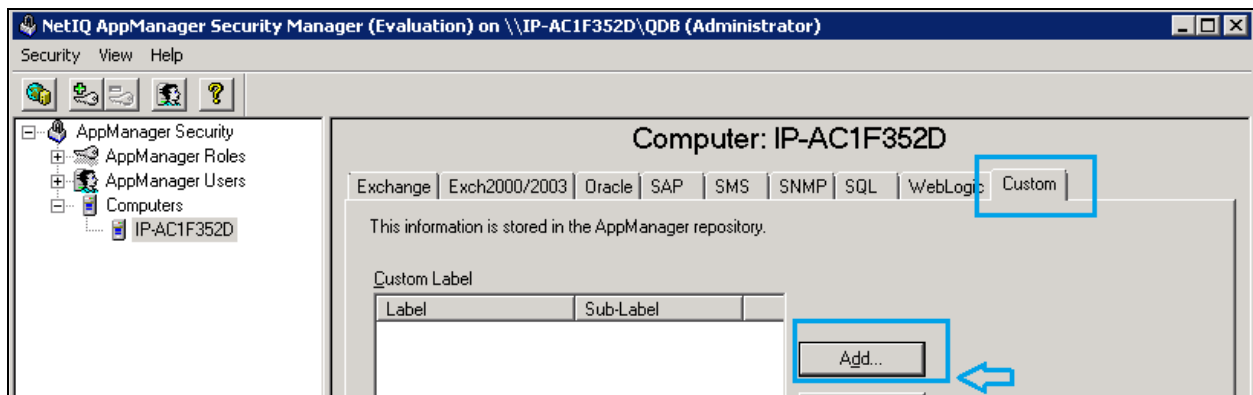 NetIQ AppManager Security Manager (Evaluation) on \\IP-AC1F352D\QDB (Administrator)
Security View Help
AppManager Security
AppManager Roles
AppManager Users
Computers
IP-AC1F352D
Computer: IP-AC1F352D
Exchange Exch2000/2003 Oracle SAP SMS SNMP SQL WebLogic Custom
This information is stored in the AppManager repository.
Custom Label
Label Sub-Label
Add...